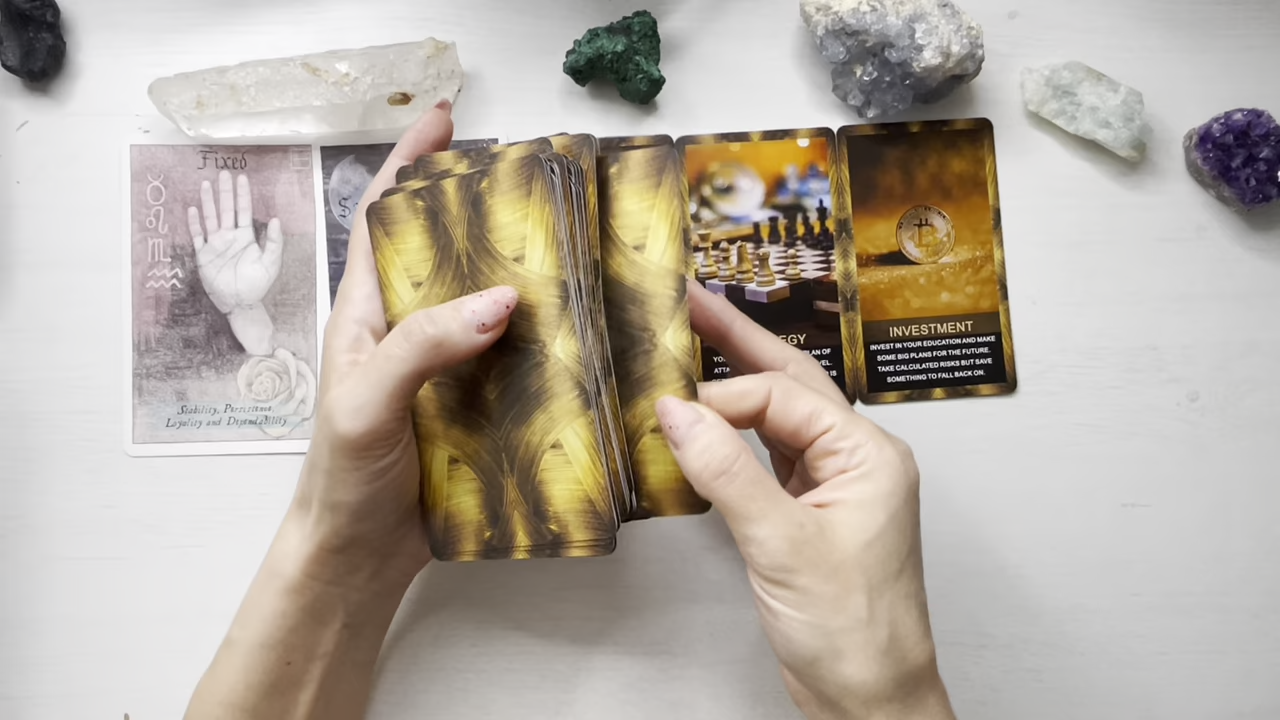 Fixed
Stability, Persistence,
Loyality and Dependability
INVESTMENT
INVEST IN YOUR EDUCATION AND MAKE
SOME BIG PLANS FOR THE FUTURE.
TAKE CALCULATED RISKS BUT SAVE
SOMETHING TO FALL BACK ON.